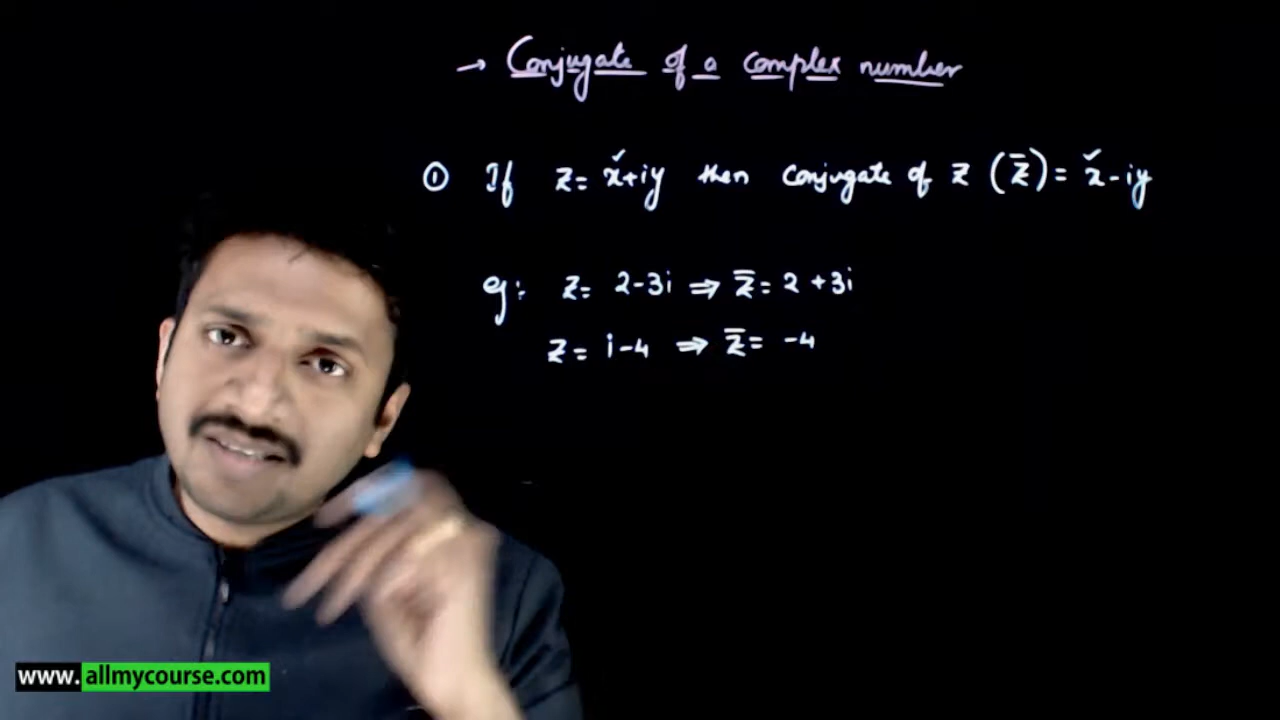 → Conjugate of a complex number
① If z = x+iy then conjugate of z (z̄) = x-iy
eg: z = 2-3i ⇒ z̄ = 2+3i
z = i-4 ⇒ z̄ = -4
www.allmycourse.com